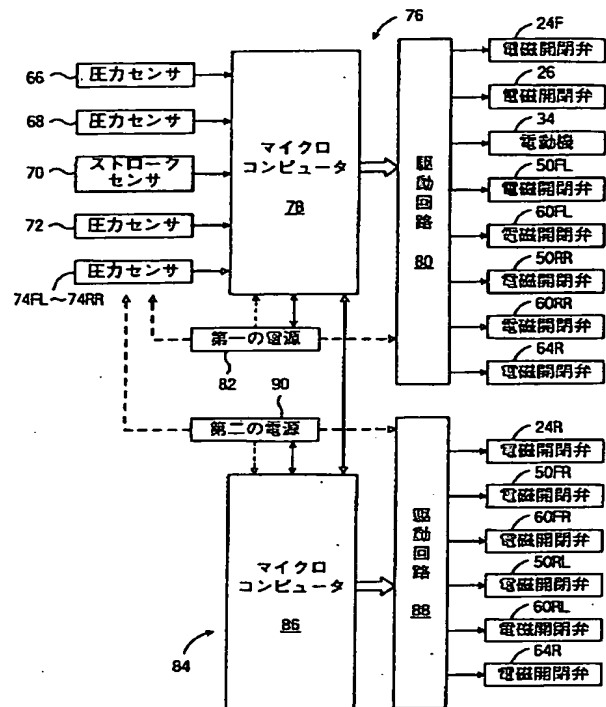 76
24F
電磁開閉弁
66 圧力センサ
26
電磁開閉弁
68 圧力センサ
34
電動機
70 ストローク
センサ
マイクロ
コンピュータ
78
駆動回路
80
50FL
電磁開閉弁
72 圧力センサ
60FL
電磁開閉弁
圧力センサ
74FL～74RR
50RR
電磁開閉弁
60RR
電磁開閉弁
第一の電源
82
64R
電磁開閉弁
90
第二の電源
24R
電磁開閉弁
50FR
電磁開閉弁
マイクロ
コンピュータ
86
駆動回路
88
60FR
電磁開閉弁
50RL
電磁開閉弁
60RL
電磁開閉弁
84
64R
電磁開閉弁